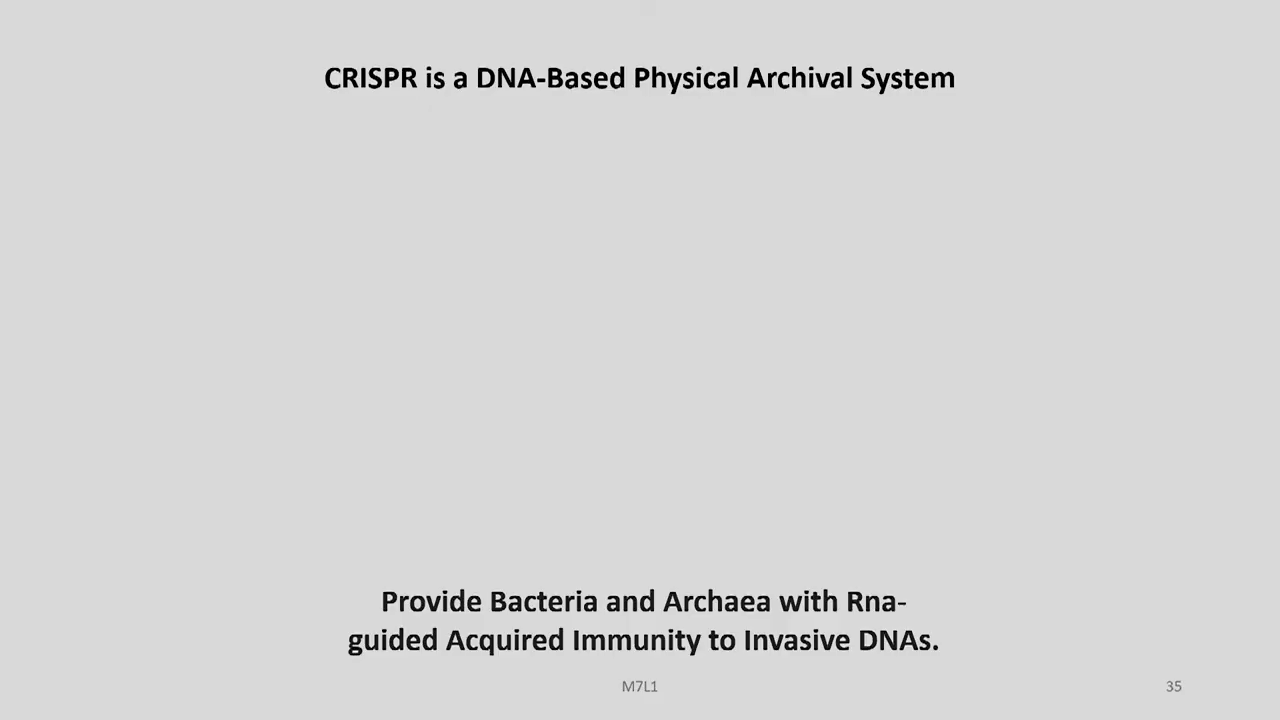 CRISPR is a DNA-Based Physical Archival System
Provide Bacteria and Archaea with Rna-
guided Acquired Immunity to Invasive DNAs.
M7L1
35